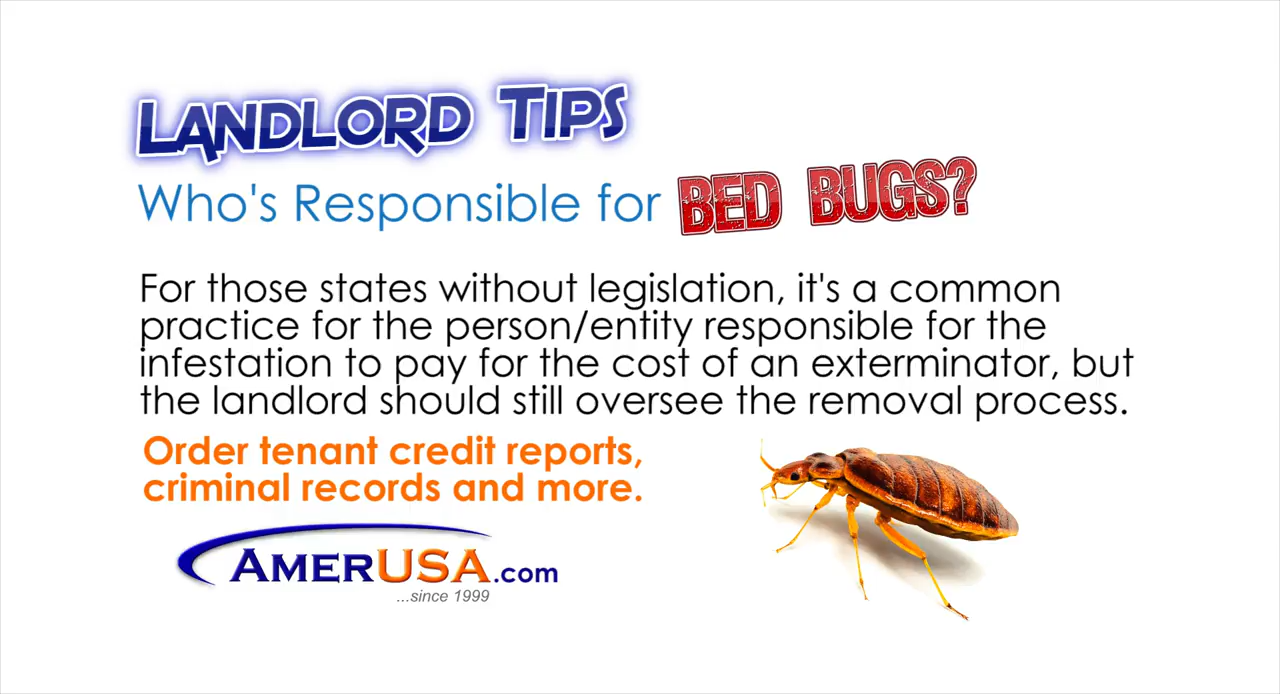 Landlord Tips
Who's Responsible for BED BUGS?
For those states without legislation, it's a common
practice for the person/entity responsible for the
infestation to pay for the cost of an exterminator, but
the landlord should still oversee the removal process.
Order tenant credit reports,
criminal records and more.
AMERUSA.com
...since 1999